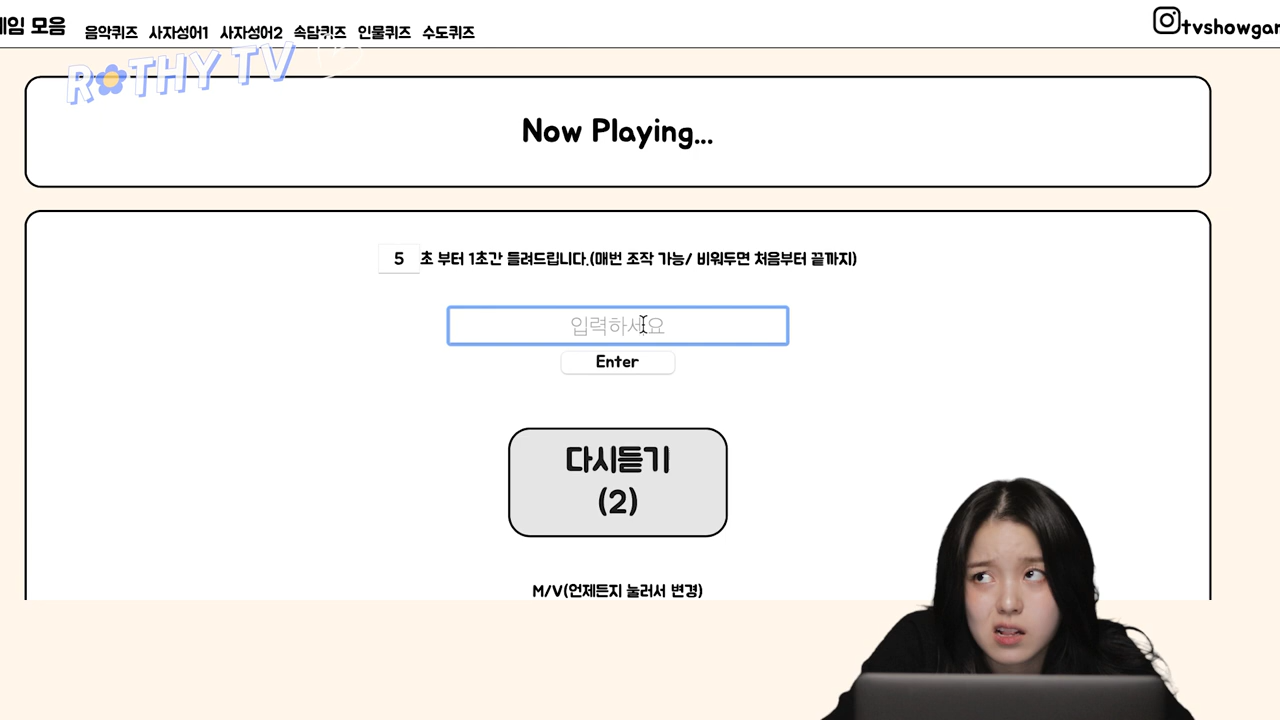 게임 모음 음악퀴즈 사자성어1 사자성어2 속담퀴즈 인물퀴즈 수도퀴즈
tvshowgam
ROTHY TV
Now Playing...
5 초 부터 1초간 들려드립니다.(매번 조작 가능/ 비워두면 처음부터 끝까지)
입력하세요
Enter
다시듣기
(2)
M/V(언제든지 눌러서 변경)